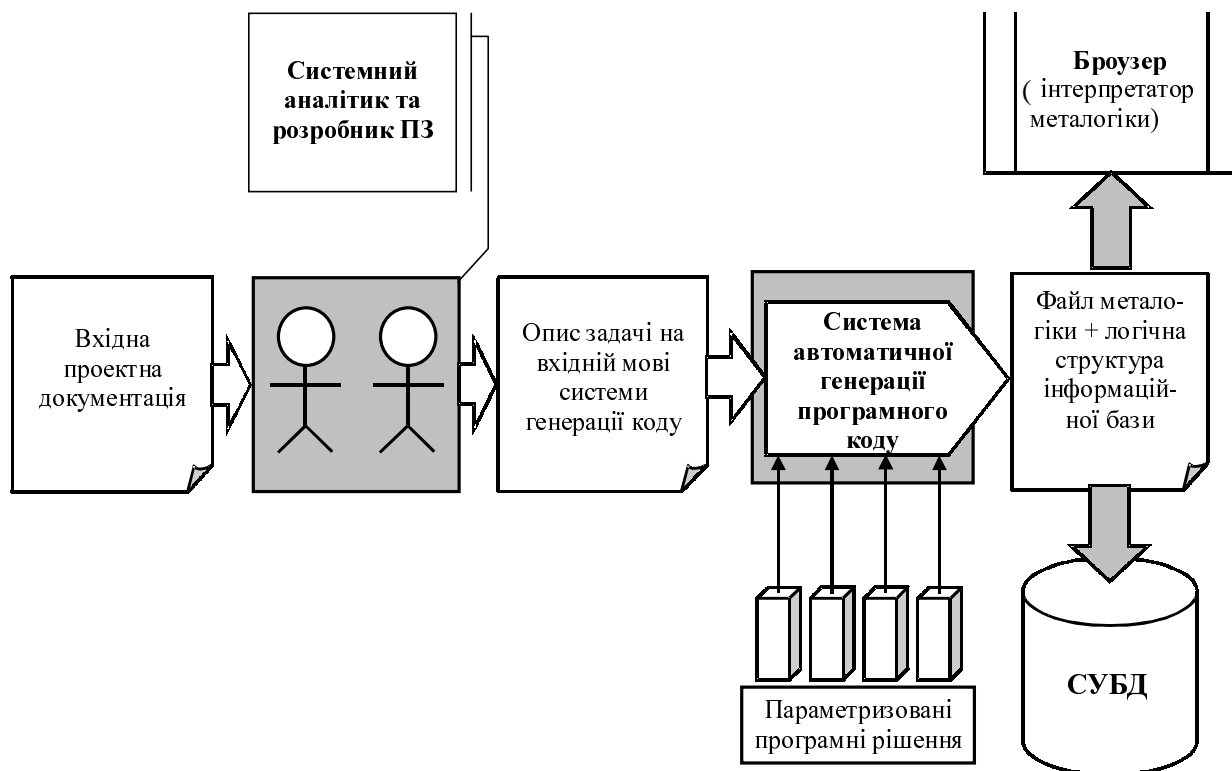 Системний
аналітик та
розробник ПЗ
Броузер
( інтерпретатор
металогіки)
Вхідна
проектна
документація
Опис задачі на
вхідній мові
системи
генерації коду
Система
автоматичної
генерації
програмного
коду
Файл метало-
гіки + логічна
структура
інформацій-
ної бази
Параметризовані
програмні рішення
СУБД